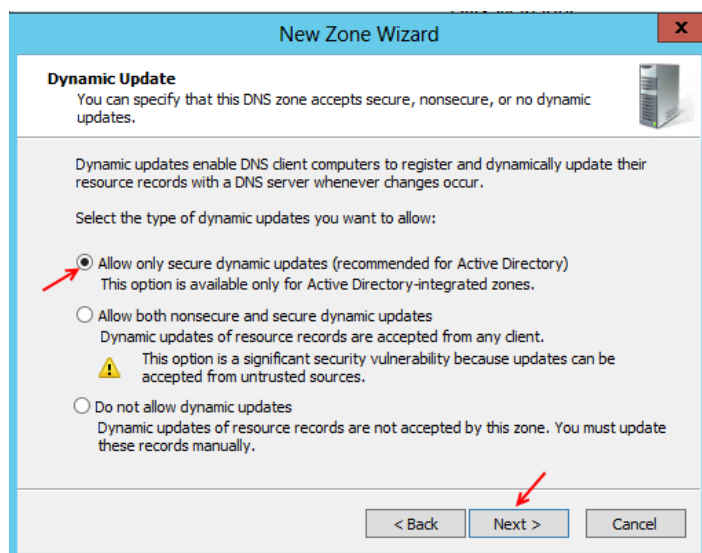 New Zone Wizard
x
Dynamic Update
You can specify that this DNS zone accepts secure, nonsecure, or no dynamic
updates.
Dynamic updates enable DNS client computers to register and dynamically update their
resource records with a DNS server whenever changes occur.
Select the type of dynamic updates you want to allow:
Allow only secure dynamic updates (recommended for Active Directory)
This option is available only for Active Directory-integrated zones.
Allow both nonsecure and secure dynamic updates
Dynamic updates of resource records are accepted from any client.
This option is a significant security vulnerability because updates can be
accepted from untrusted sources.
Do not allow dynamic updates
Dynamic updates of resource records are not accepted by this zone. You must update
these records manually.
< Back Next > Cancel